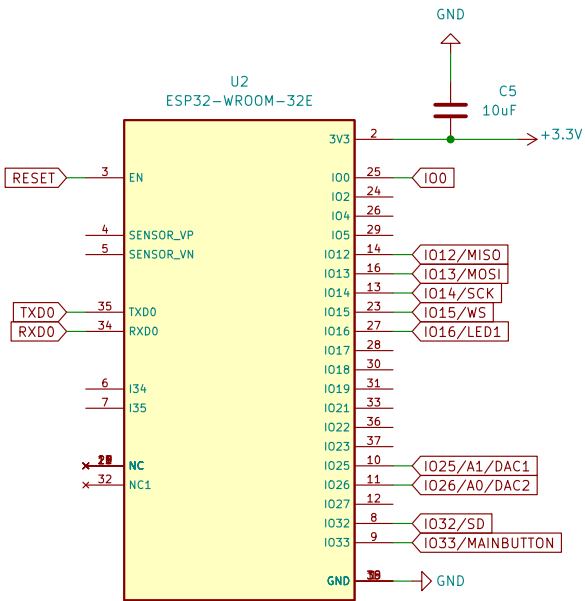 GND
U2
ESP32-WROOM-32E
C5
10uF
3V3 2 +3.3V
RESET 3 EN
IO0 25 IO0
IO2 24
IO4 26
4 SENSOR_VP
IO5 29
5 SENSOR_VN
IO12 14 IO12/MISO
IO13 16 IO13/MOSI
IO14 13 IO14/SCK
TXD0 35 TXD0
IO15 23 IO15/WS
RXD0 34 RXD0
IO16 27 IO16/LED1
IO17 28
IO18 30
6 I34
IO19 31
7 I35
IO21 33
IO22 36
IO23 37
NC
IO25 10 IO25/A1/DAC1
32 NC1
IO26 11 IO26/A0/DAC2
IO27 12
IO32 8 IO32/SD
IO33 9 IO33/MAINBUTTON
GND GND